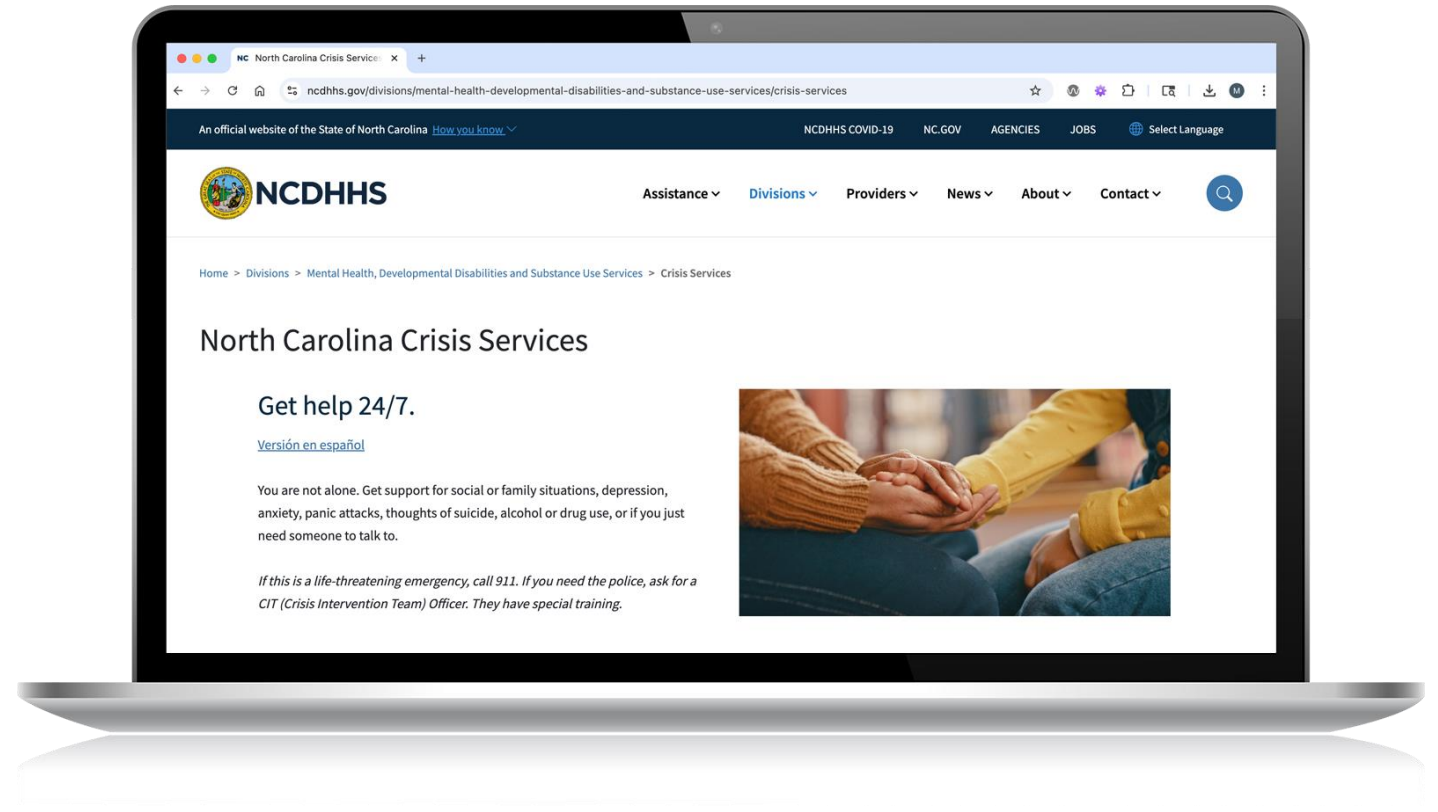 NC North Carolina Crisis Services
ncdhhs.gov/divisions/mental-health-developmental-disabilities-and-substance-use-services/crisis-services
M
An official website of the State of North Carolina How you know
NCDHHS COVID-19 NC.GOV AGENCIES JOBS Select Language
NCDHHS
Assistance Divisions Providers News About Contact
Home > Divisions > Mental Health, Developmental Disabilities and Substance Use Services > Crisis Services
North Carolina Crisis Services
Get help 24/7.
Versión en español
You are not alone. Get support for social or family situations, depression,
anxiety, panic attacks, thoughts of suicide, alcohol or drug use, or if you just
need someone to talk to.
If this is a life-threatening emergency, call 911. If you need the police, ask for a
CIT (Crisis Intervention Team) Officer. They have special training.